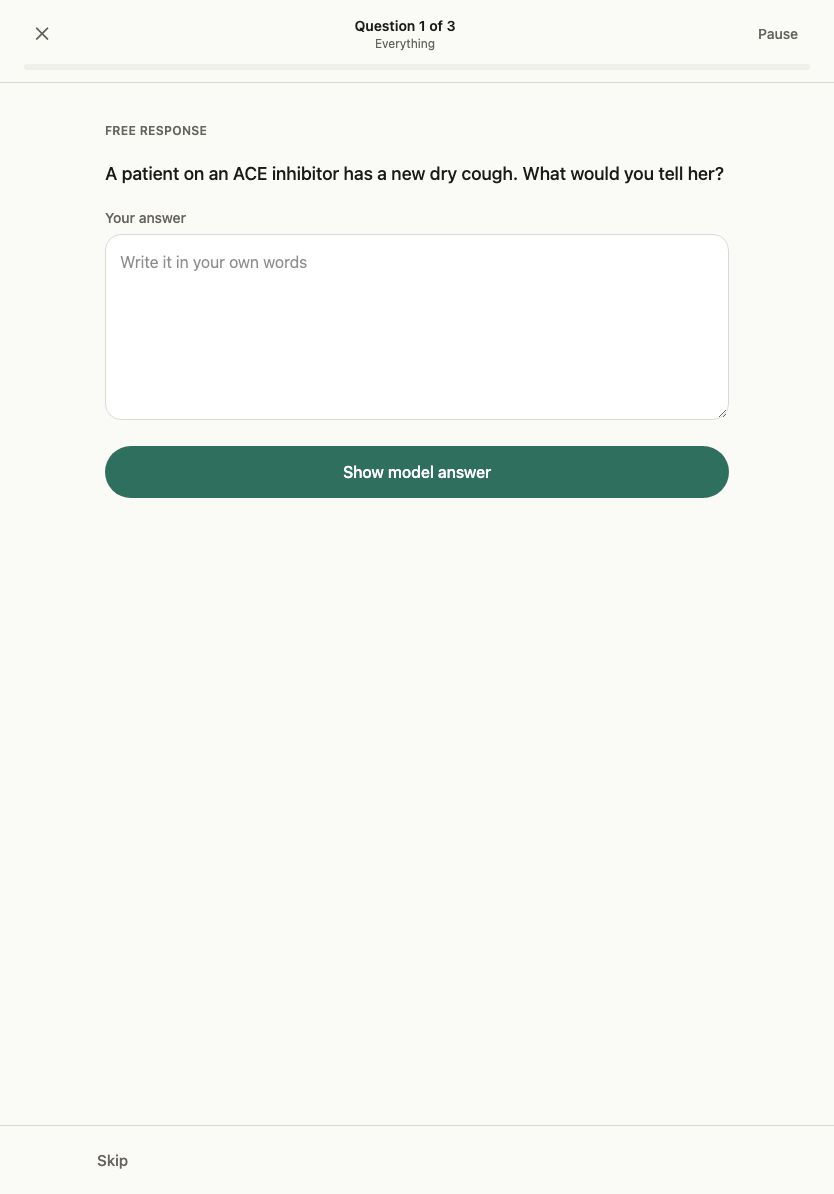 Question 1 of 3
Everything
Pause
FREE RESPONSE
A patient on an ACE inhibitor has a new dry cough. What would you tell her?
Your answer
Write it in your own words
Show model answer
Skip